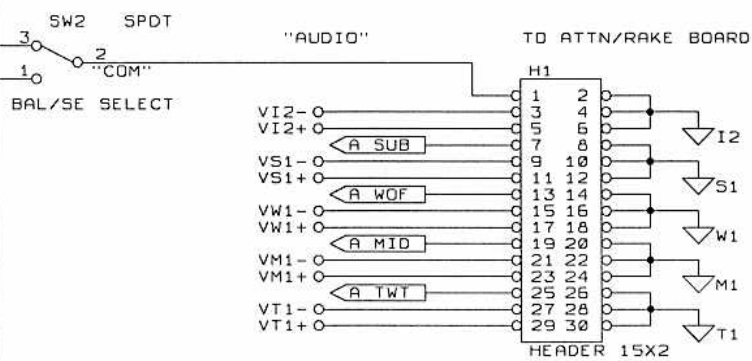 SW2 SPDT
3
2
"COM"
1
BAL/SE SELECT
"AUDIO"
TO ATTN/RAKE BOARD
H1
1 2
VI2- 3 4
VI2+ 5 6 I2
A SUB 7 8
VS1- 9 10
VS1+ 11 12 S1
A WOF 13 14
VW1- 15 16
VW1+ 17 18 W1
A MID 19 20
VM1- 21 22
VM1+ 23 24 M1
A TWT 25 26
VT1- 27 28
VT1+ 29 30 T1
HEADER 15X2